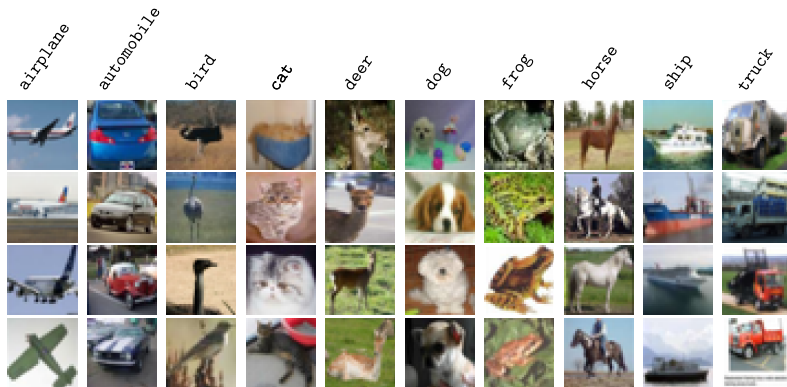 airplane
automobile
bird
cat
deer
dog
frog
horse
ship
truck